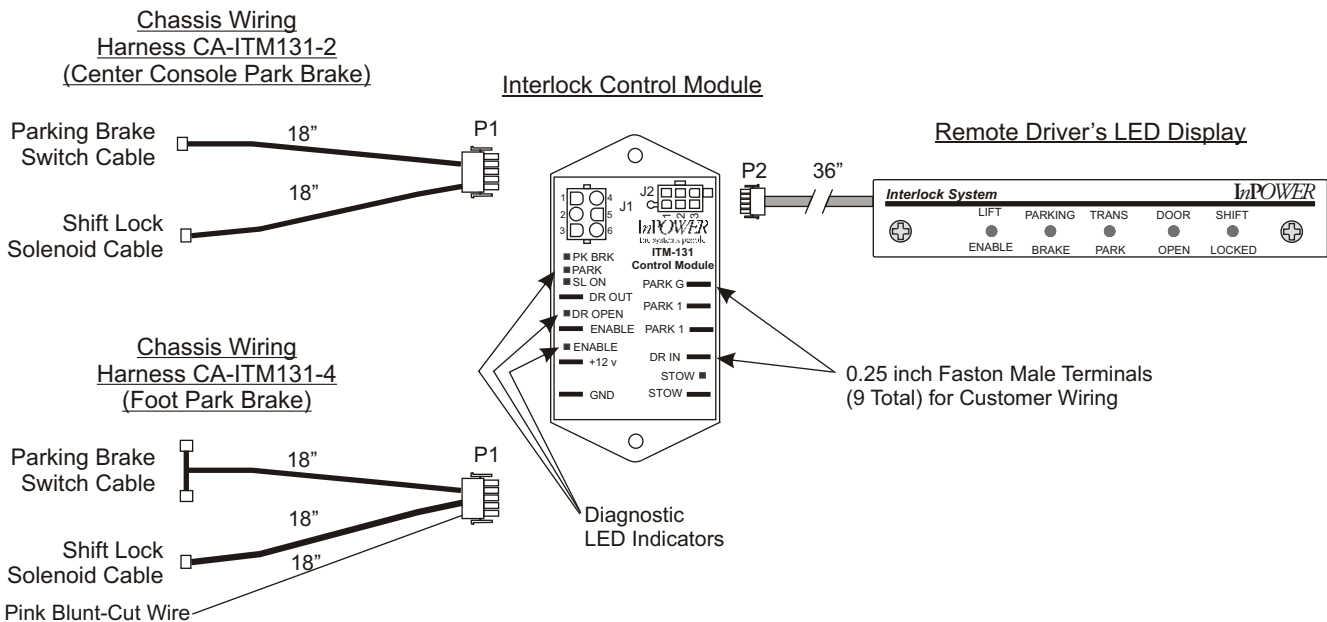 Chassis Wiring
Harness CA-ITM131-2
(Center Console Park Brake)
Parking Brake
Switch Cable
18”
18”
P1
Shift Lock
Solenoid Cable
Interlock Control Module
1
2
3
4
5
6
J1
J2
1
2
3
InPOWER
ITM-131
Control Module
PK BRK
PARK
SL ON
DR OUT
DR OPEN
ENABLE
ENABLE
+12 v
GND
PARK G
PARK 1
PARK 1
DR IN
STOW
STOW
Remote Driver’s LED Display
P2
36”
Interlock System
InPOWER
LIFT
ENABLE
PARKING
BRAKE
TRANS
PARK
DOOR
OPEN
SHIFT
LOCKED
0.25 inch Faston Male Terminals
(9 Total) for Customer Wiring
Diagnostic
LED Indicators
Chassis Wiring
Harness CA-ITM131-4
(Foot Park Brake)
Parking Brake
Switch Cable
18”
P1
18”
Shift Lock
Solenoid Cable
18”
Pink Blunt-Cut Wire